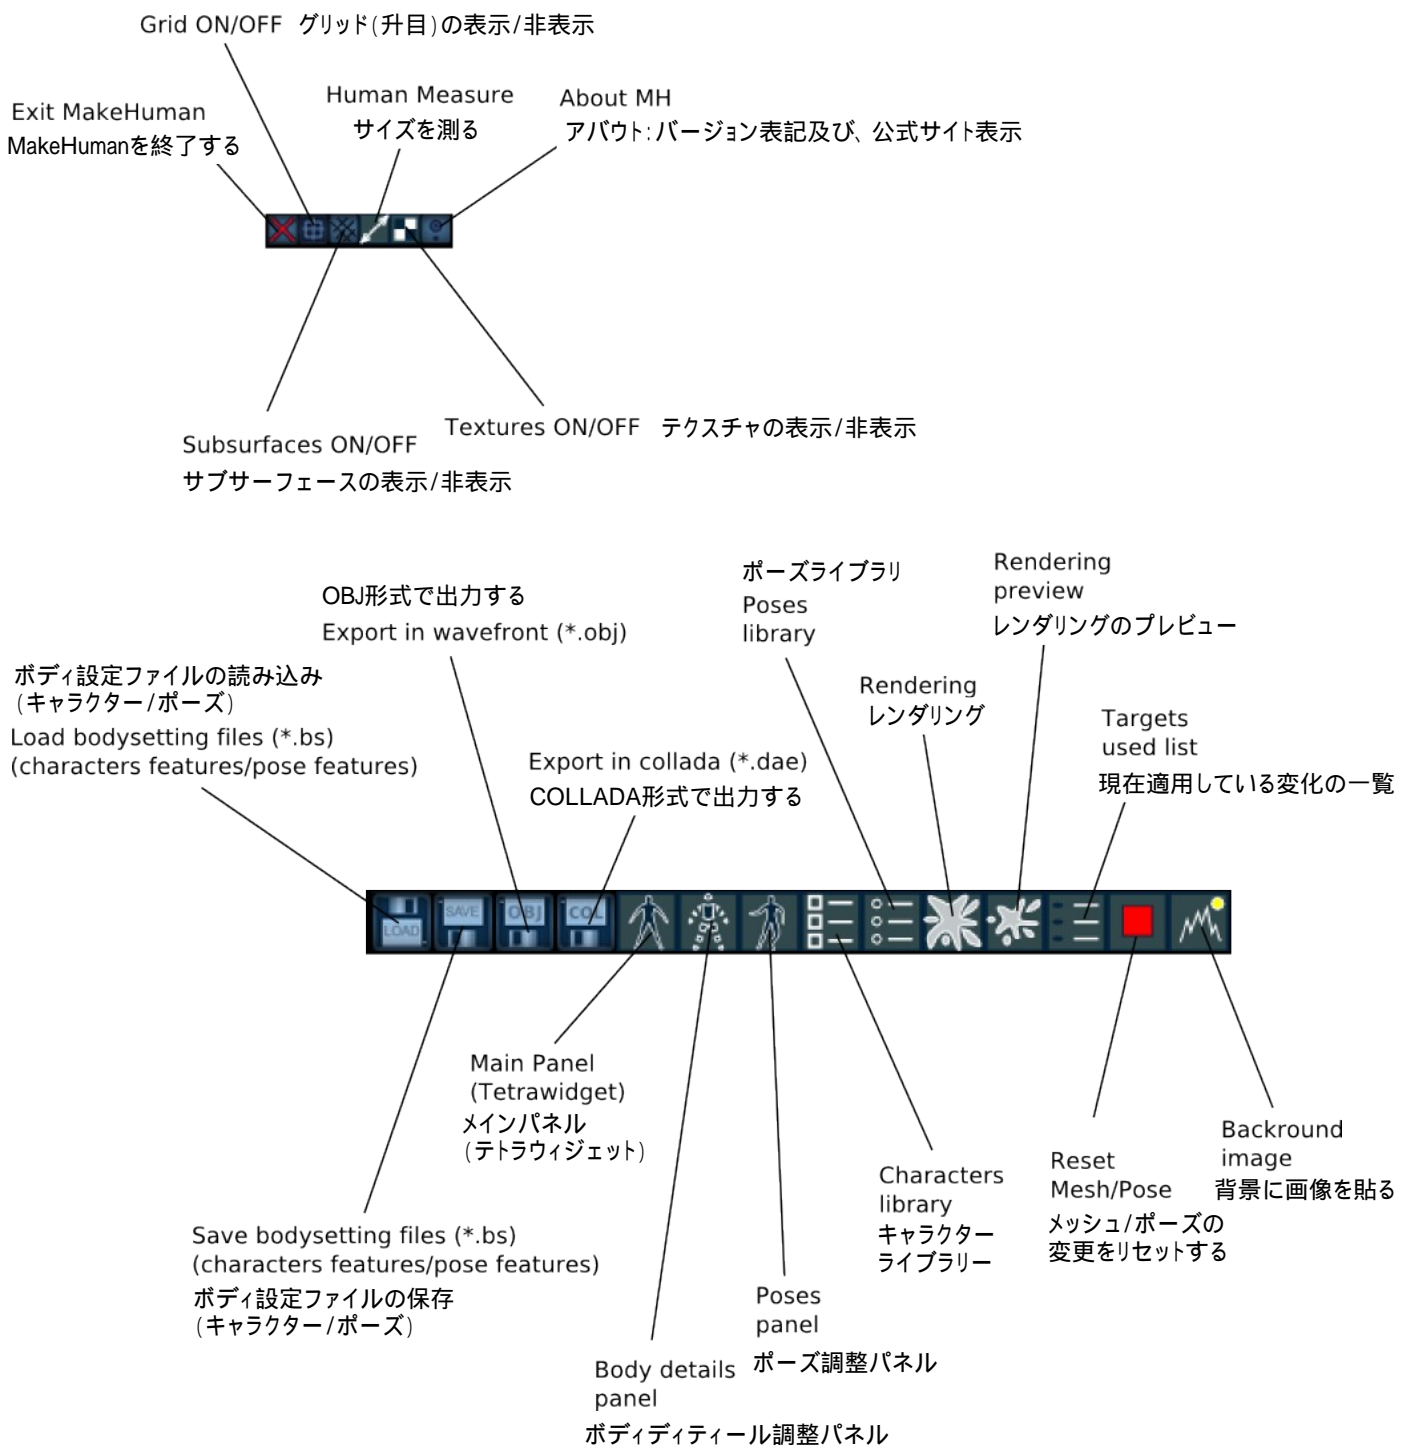 Grid ON/OFF グリッド(升目)の表示/非表示
Exit MakeHuman
MakeHumanを終了する
Human Measure
サイズを測る
About MH
アバウト:バージョン表記及び、公式サイト表示
Subsurfaces ON/OFF
サブサーフェースの表示/非表示
Textures ON/OFF テクスチャの表示/非表示
OBJ形式で出力する
Export in wavefront (*.obj)
ポーズライブラリ
Poses
library
Rendering
preview
レンダリングのプレビュー
ボディ設定ファイルの読み込み
(キャラクター/ポーズ)
Load bodysetting files (*.bs)
(characters features/pose features)
Rendering
レンダリング
Targets
used list
現在適用している変化の一覧
Export in collada (*.dae)
COLLADA形式で出力する
LOAD
SAVE
OBJ
COL
Main Panel
(Tetrawidget)
メインパネル
(テトラウィジェット)
Characters
library
キャラクター
ライブラリー
Reset
Mesh/Pose
メッシュ/ポーズの
変更をリセットする
Backround
image
背景に画像を貼る
Save bodysetting files (*.bs)
(characters features/pose features)
ボディ設定ファイルの保存
(キャラクター/ポーズ)
Poses
panel
ポーズ調整パネル
Body details
panel
ボディディティール調整パネル